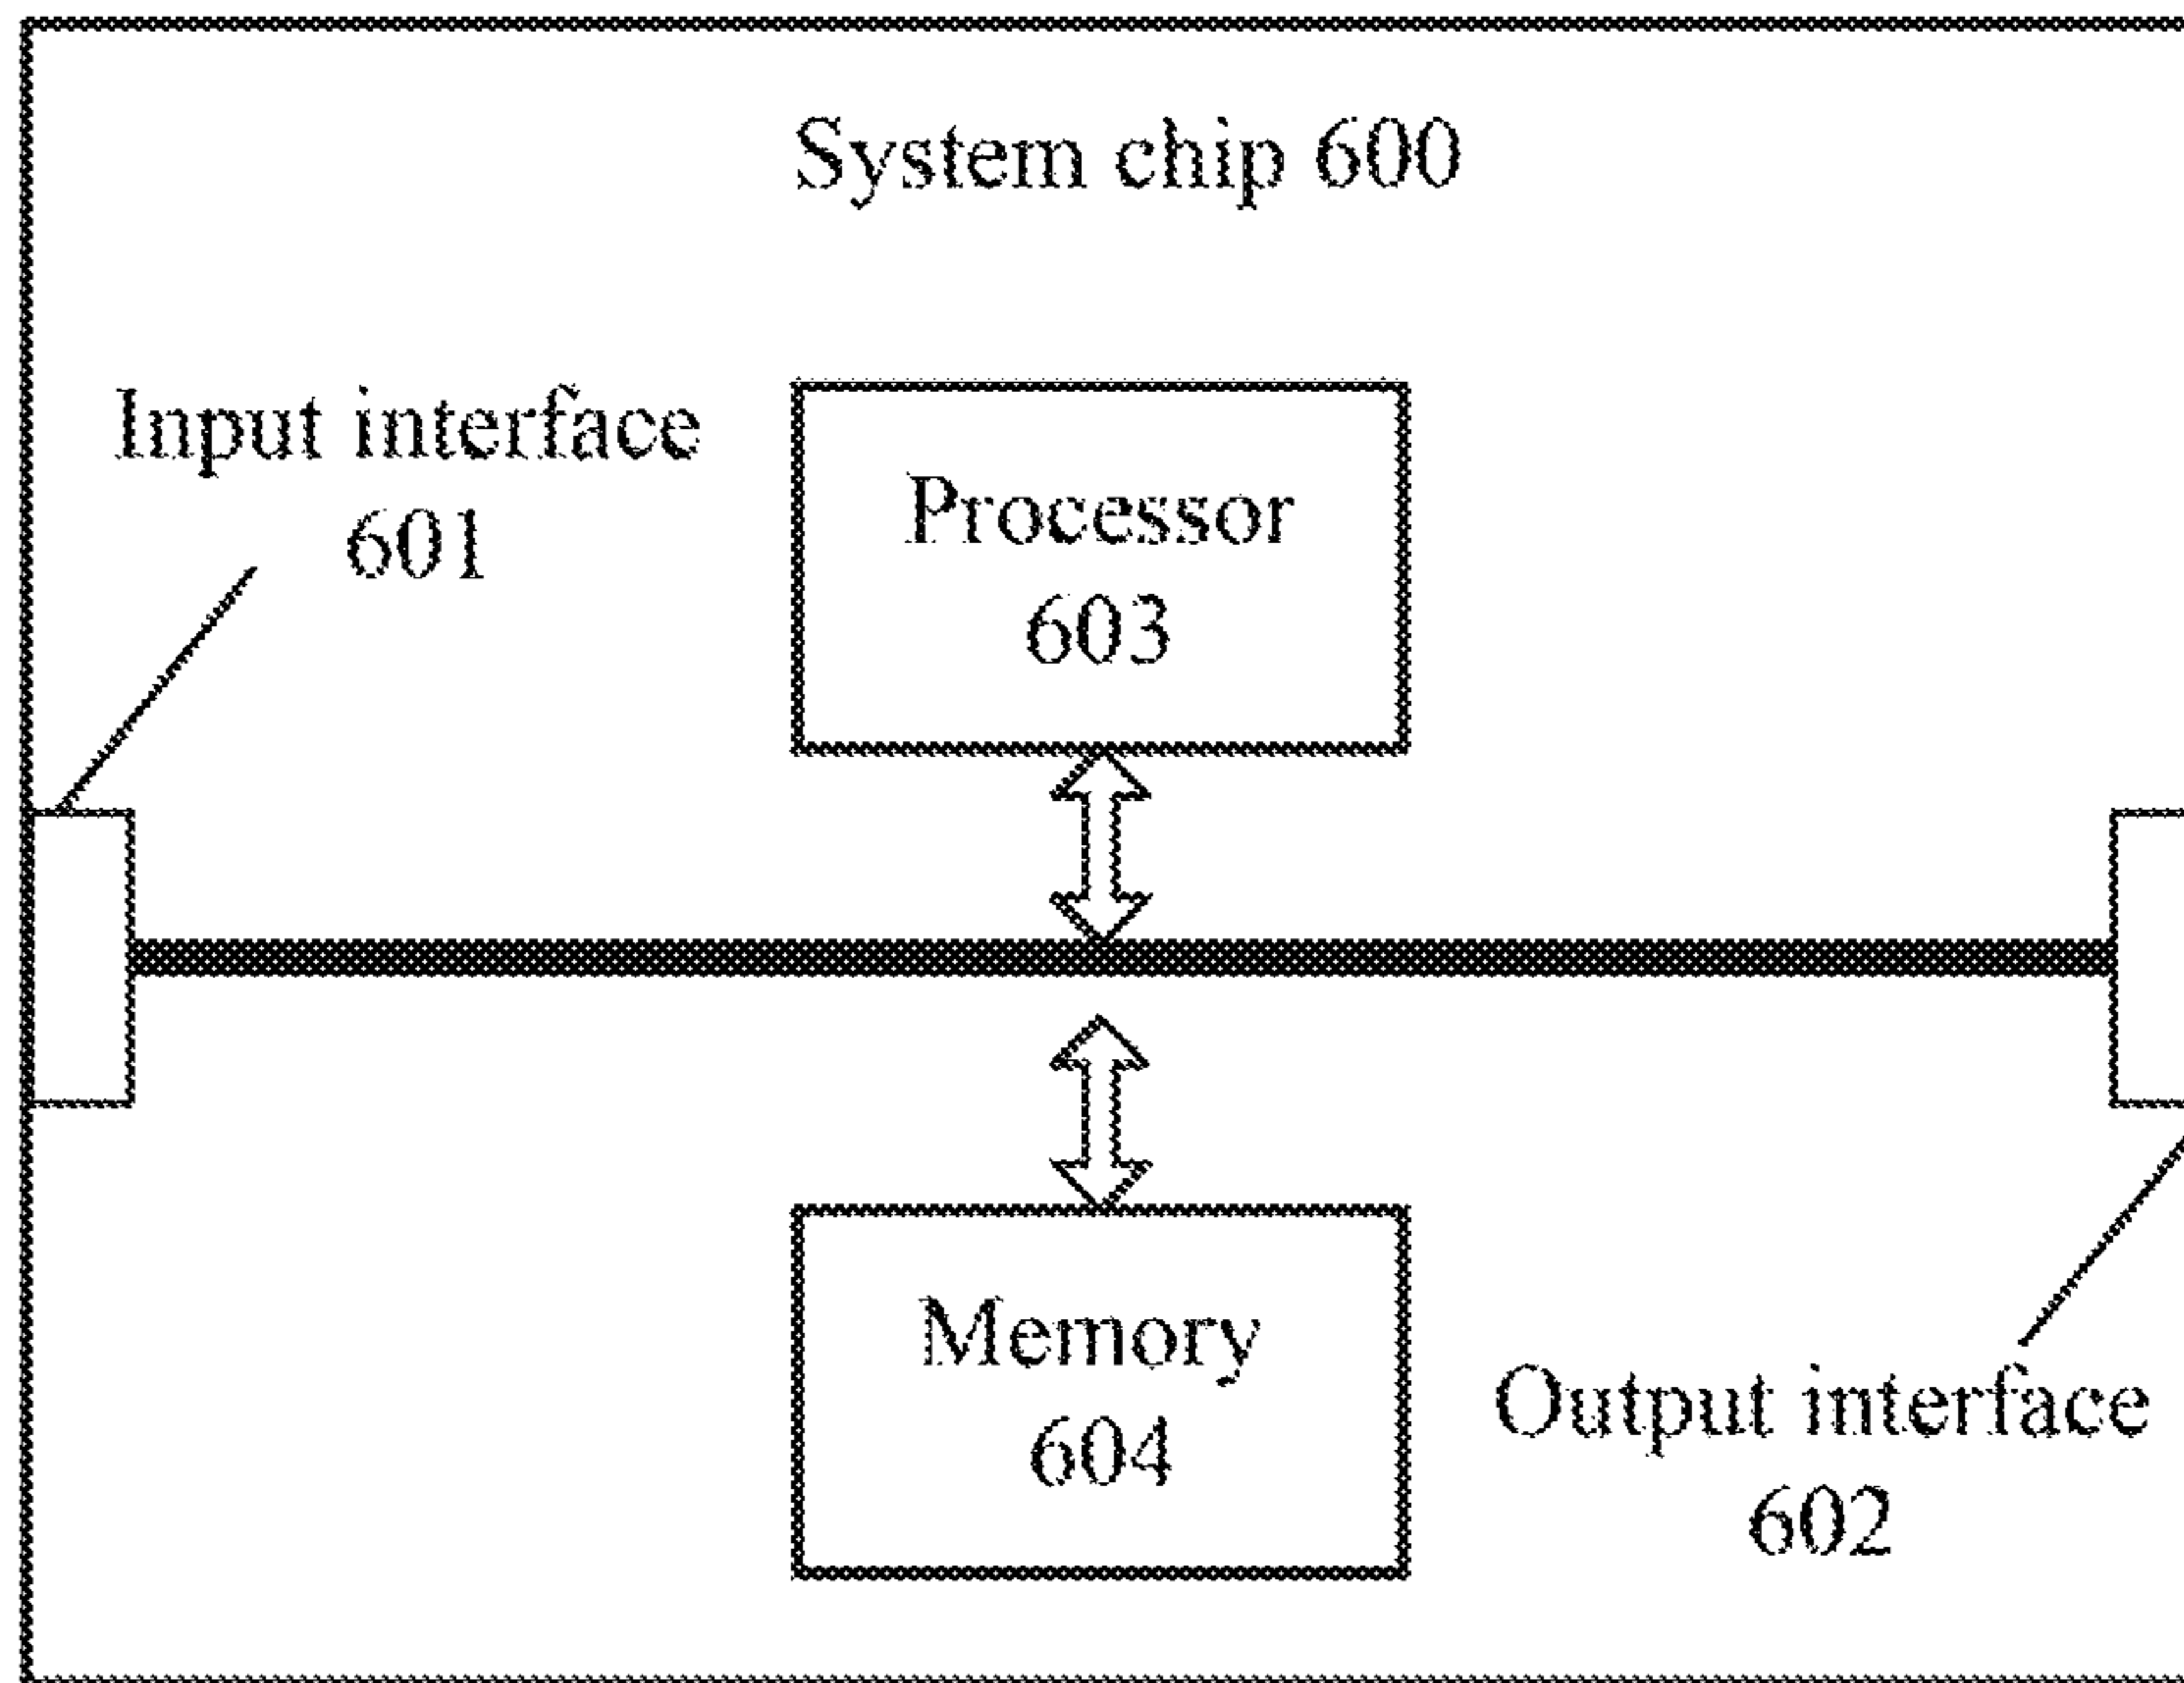 System chip 600
Input interface
601
Processor
603
Memory
604
Output interface
602